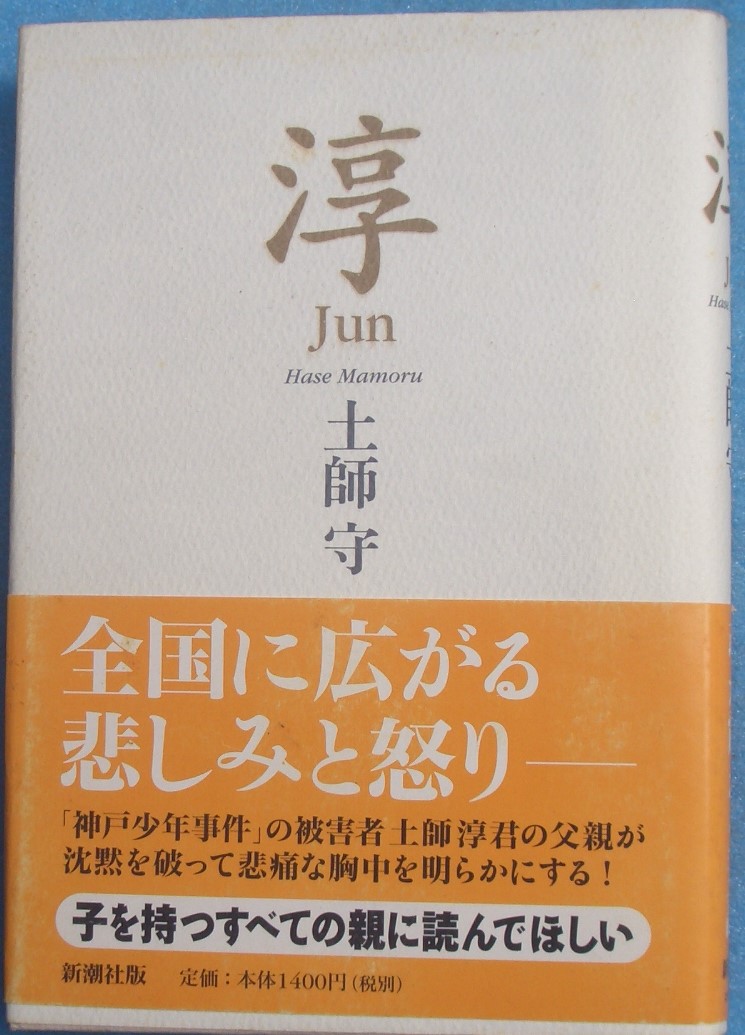 淳
Jun
Hase Mamoru
土師 守
全国に広がる
悲しみと怒り──
「神戸少年事件」の被害者 土師 淳君の父親が
沈黙を破って悲痛な胸中を明らかにする!
子を持つすべての親に読んでほしい
新潮社版 定価:本体1400円(税別)